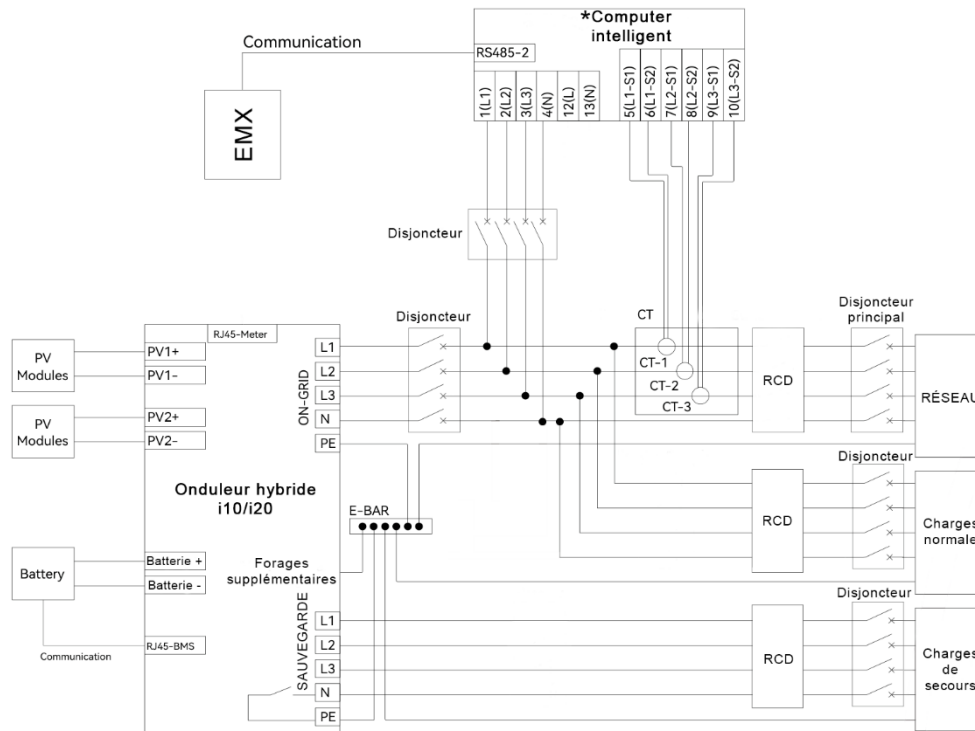 *Computer
intelligent
Communication
RS485-2
1(L1)
2(L2)
3(L3)
4(N)
12(L)
13(N)
5(L1-S1)
6(L1-S2)
7(L2-S1)
8(L2-S2)
9(L3-S1)
10(L3-S2)
EMX
Disjoncteur
Disjoncteur
CT
Disjoncteur
principal
RJ45-Meter
PV
Modules
PV1+
PV1-
L1
L2
L3
N
PE
ON-GRID
CT-1
CT-2
CT-3
RCD
RÉSEAU
PV
Modules
PV2+
PV2-
Disjoncteur
Onduleur hybride
i10/i20
E-BAR
RCD
Charges
normale
Battery
Batterie +
Batterie -
Forages
supplémentaires
Disjoncteur
SAUVEGARDE
L1
L2
L3
N
PE
RJ45-BMS
Communication
RCD
Charges
de
secours